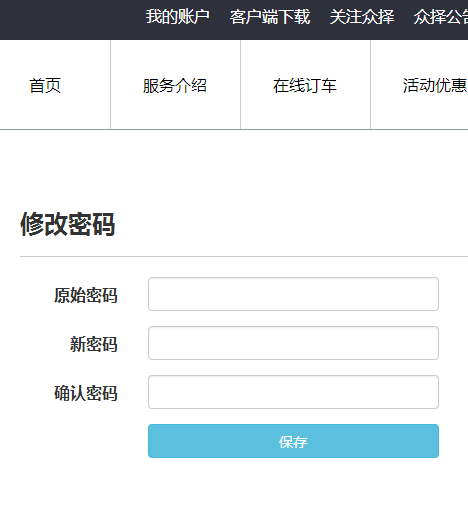 我的账户 客户端下载 关注众择 众择公告
首页 服务介绍 在线订车 活动优惠
修改密码
原始密码
新密码
确认密码
保存